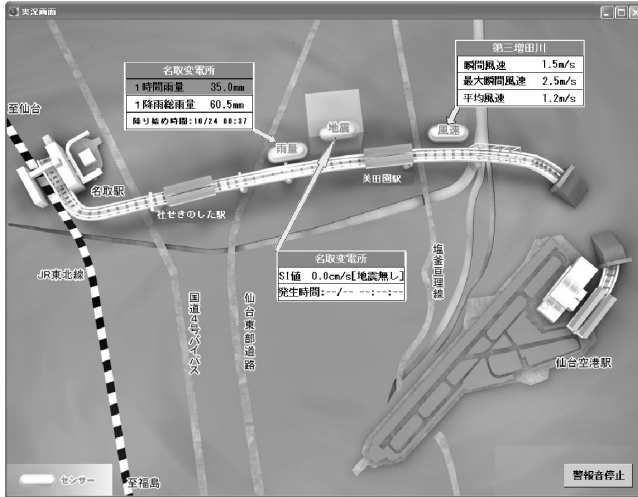 実況画面
名取変電所
1時間雨量 35.0mm
1降雨総雨量 60.5mm
降り始め時間:10/24 00:37
第三増田川
瞬間風速 1.5m/s
最大瞬間風速 2.5m/s
平均風速 1.2m/s
至仙台
雨量
地震
風速
名取駅
杜せきのした駅
美田園駅
名取変電所
SI値 0.0cm/s[地震無し]
発生時間:--/-- --:--:--
JR東北線
国道4号バイパス
仙台東部道路
塩釜亘理線
仙台空港駅
センサー
至福島
警報音停止